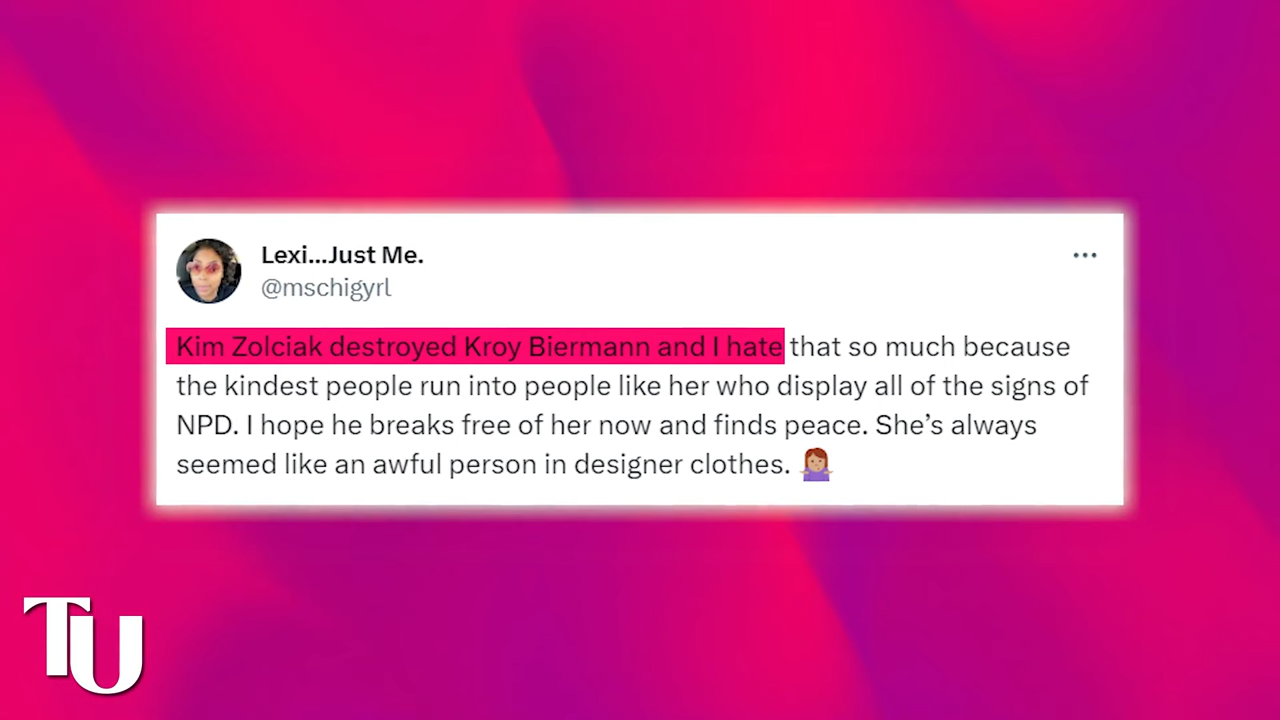 Lexi...Just Me.
@mschigyrl
Kim Zolciak destroyed Kroy Biermann and I hate that so much because
the kindest people run into people like her who display all of the signs of
NPD. I hope he breaks free of her now and finds peace. She’s always
seemed like an awful person in designer clothes. 🤷🏽‍♀️
TU